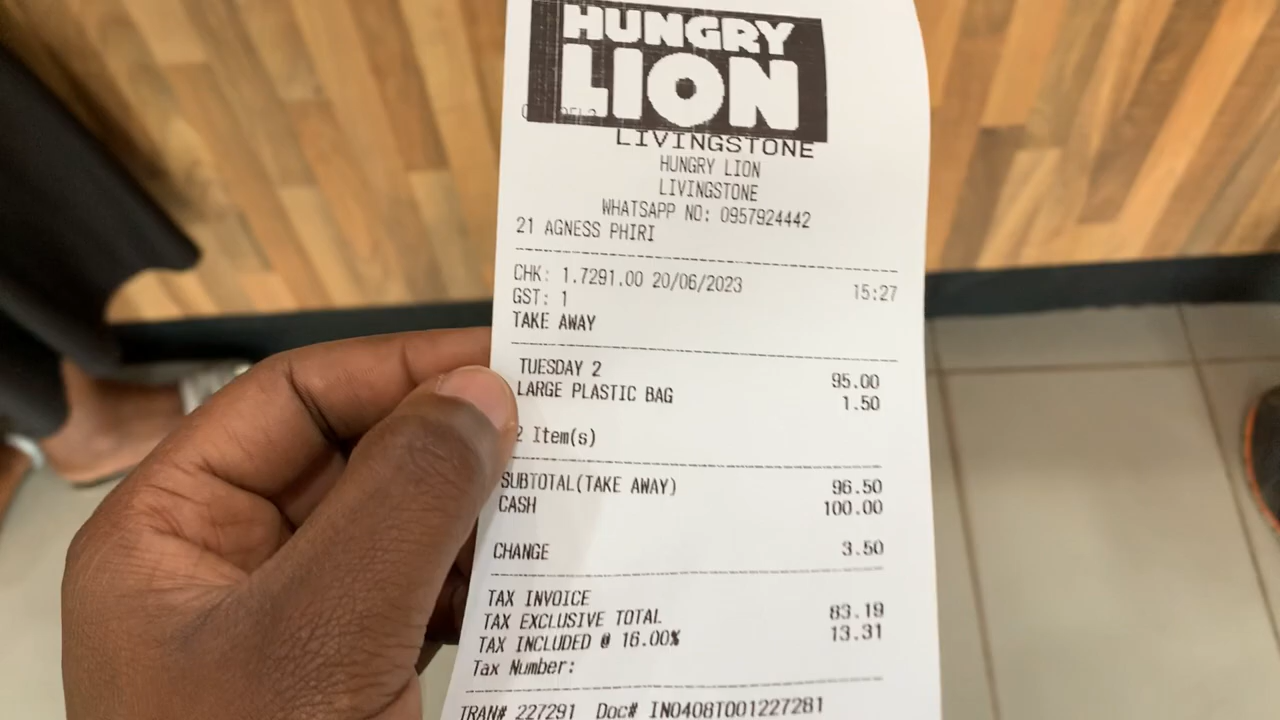 HUNGRY
LION
LIVINGSTONE
HUNGRY LION
LIVINGSTONE
WHATSAPP NO: 0957924442
21 AGNESS PHIRI
CHK: 1.7291.00 20/06/2023 15:27
GST: 1
TAKE AWAY
TUESDAY 2 95.00
LARGE PLASTIC BAG 1.50
2 Item(s)
SUBTOTAL(TAKE AWAY) 96.50
CASH 100.00
CHANGE 3.50
TAX INVOICE
TAX EXCLUSIVE TOTAL 83.19
TAX INCLUDED @ 16.00% 13.31
Tax Number:
TRAN# 227291 Doc# IN0408T001227281